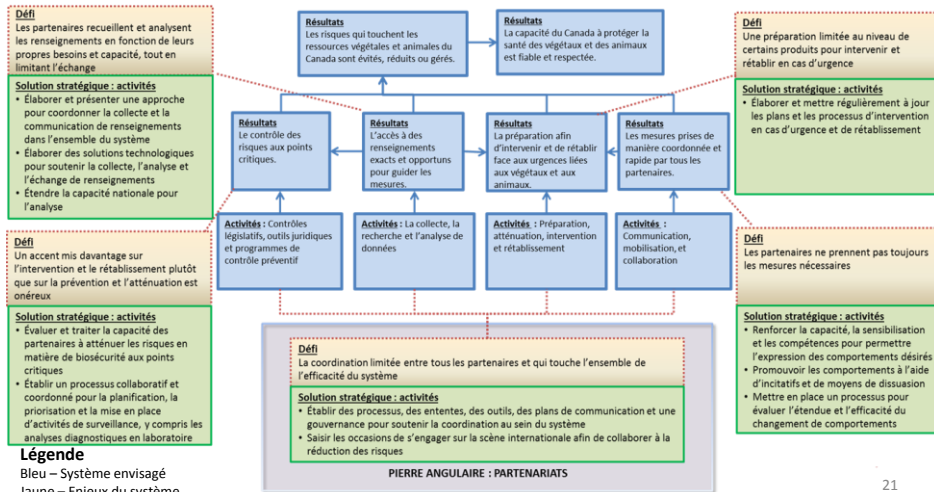 Défi
Les partenaires recueillent et analysent
les renseignements en fonction de leurs
propres besoins et capacité, tout en
limitant l'échange
Solution stratégique : activités
• Élaborer et présenter une approche
pour coordonner la collecte et la
communication de renseignements
dans l'ensemble du système
• Élaborer des solutions technologiques
pour soutenir la collecte, l'analyse et
l'échange de renseignements
• Étendre la capacité nationale pour
l'analyse
Résultats
Les risques qui touchent les
ressources végétales et animales du
Canada sont évités, réduits ou gérés.
Résultats
La capacité du Canada à protéger la
santé des végétaux et des animaux
est fiable et respectée.
Défi
Une préparation limitée au niveau de
certains produits pour intervenir et
rétablir en cas d'urgence
Solution stratégique : activités
• Élaborer et mettre régulièrement à jour
les plans et les processus d'intervention
en cas d'urgence et de rétablissement
Résultats
Le contrôle des
risques aux points
critiques.
Résultats
L'accès à des
renseignements
exacts et opportuns
pour guider les
mesures.
Résultats
La préparation afin
d'intervenir et de rétablir
face aux urgences liées
aux végétaux et aux
animaux.
Résultats
Les mesures prises de
manière coordonnée et
rapide par tous les
partenaires.
Activités : Contrôles
législatifs, outils juridiques
et programmes de
contrôle préventif
Activités : La collecte, la
recherche et l'analyse de
données
Activités : Préparation,
atténuation, intervention
et rétablissement
Activités :
Communication,
mobilisation, et
collaboration
Défi
Un accent mis davantage sur
l'intervention et le rétablissement plutôt
que sur la prévention et l'atténuation est
onéreux
Solution stratégique : activités
• Évaluer et traiter la capacité des
partenaires à atténuer les risques en
matière de biosécurité aux points
critiques
• Établir un processus collaboratif et
coordonné pour la planification, la
priorisation et la mise en place
d'activités de surveillance, y compris les
analyses diagnostiques en laboratoire
Défi
La coordination limitée entre tous les partenaires et qui touche l'ensemble de
l'efficacité du système
Solution stratégique : activités
• Établir des processus, des ententes, des outils, des plans de communication et une
gouvernance pour soutenir la coordination au sein du système
• Saisir les occasions de s'engager sur la scène internationale afin de collaborer à la
réduction des risques
PIERRE ANGULAIRE : PARTENARIATS
Défi
Les partenaires ne prennent pas toujours
les mesures nécessaires
Solution stratégique : activités
• Renforcer la capacité, la sensibilisation
et les compétences pour permettre
l'expression des comportements désirés
• Promouvoir les comportements à l'aide
d'incitatifs et de moyens de dissuasion
• Mettre en place un processus pour
évaluer l'étendue et l'efficacité du
changement de comportements
Légende
Bleu – Système envisagé
Jaune – Enjeux du système
21